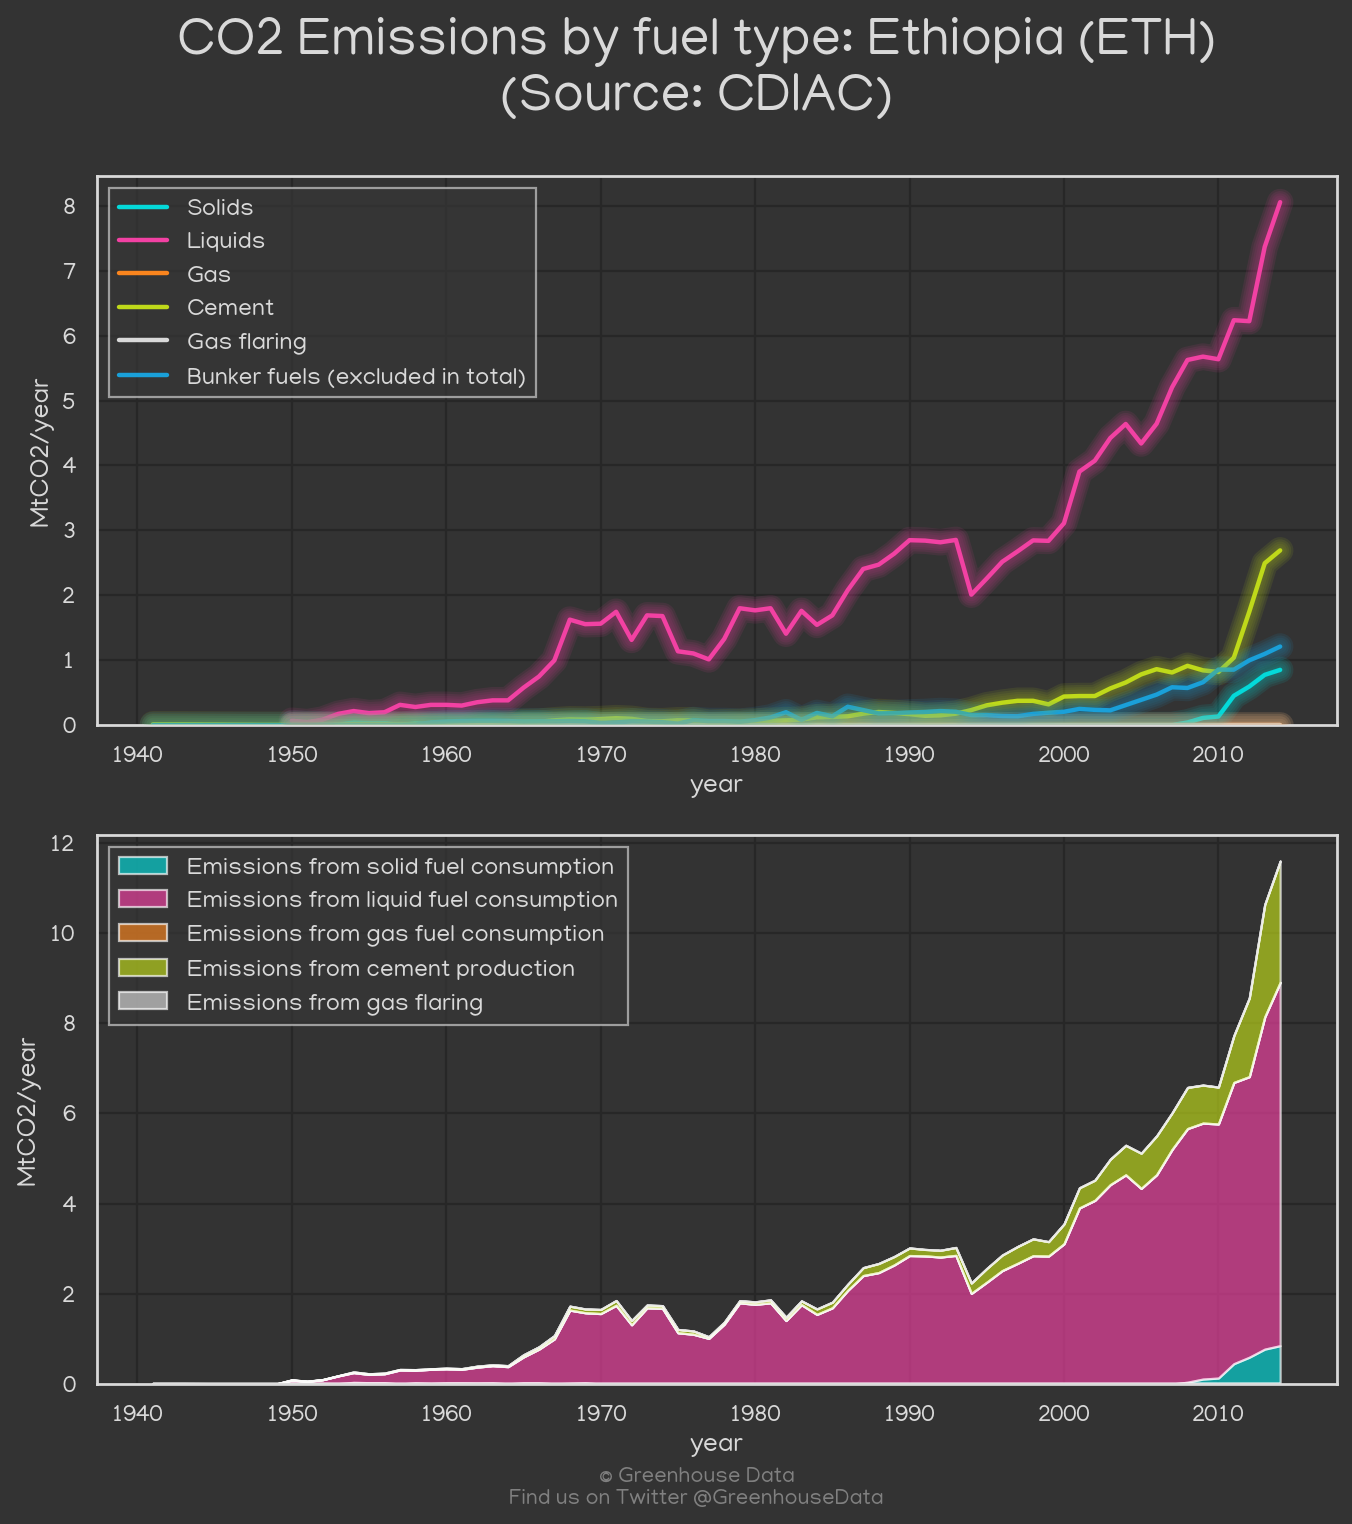 CO2 Emissions by fuel type: Ethiopia (ETH)
(Source: CDIAC)
Solids
Liquids
Gas
Cement
Gas flaring
Bunker fuels (excluded in total)
MtCO2/year
8
7
6
5
4
3
2
1
0
1940 1950 1960 1970 1980 1990 2000 2010
year
Emissions from solid fuel consumption
Emissions from liquid fuel consumption
Emissions from gas fuel consumption
Emissions from cement production
Emissions from gas flaring
MtCO2/year
12
10
8
6
4
2
0
1940 1950 1960 1970 1980 1990 2000 2010
year
© Greenhouse Data
Find us on Twitter @GreenhouseData